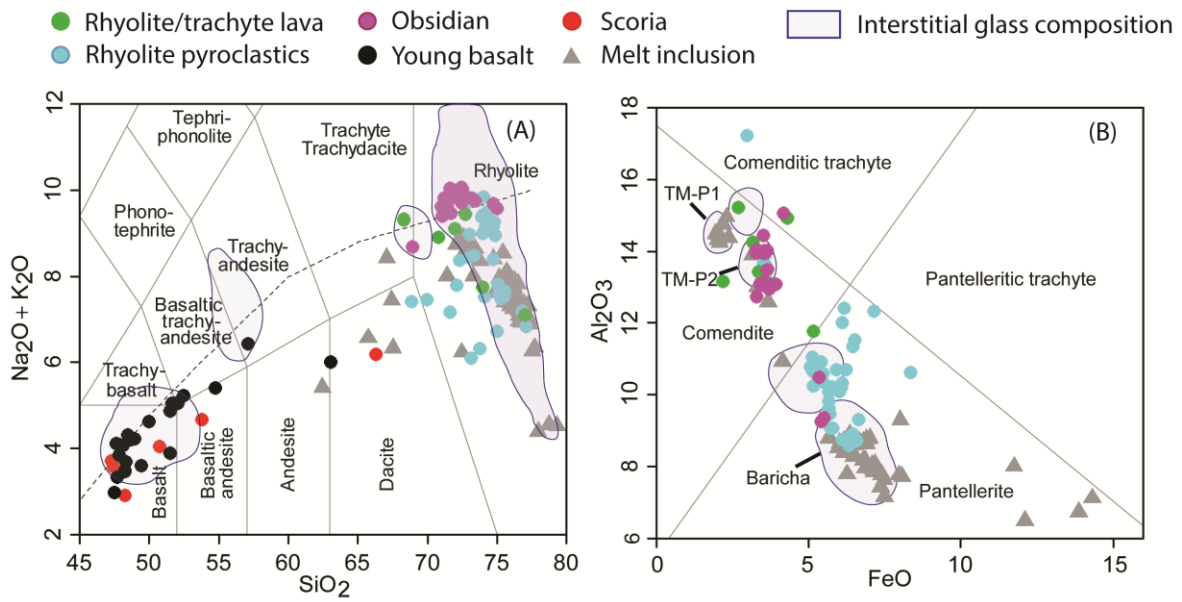 Rhyolite/trachyte lava
Obsidian
Scoria
Interstitial glass composition
Rhyolite pyroclastics
Young basalt
Melt inclusion
(A)
Na2O + K2O
12
10
8
6
4
2
Tephri-
phonolite
Trachyte
Trachydacite
Rhyolite
Phono-
tephrite
Trachy-
andesite
Basaltic
trachy-
andesite
Trachy-
basalt
Basalt
Basaltic
andesite
Andesite
Dacite
45 50 55 60 65 70 75 80
SiO2
(B)
Al2O3
18
16
14
12
10
8
6
Comenditic trachyte
TM-P1
TM-P2
Pantelleritic trachyte
Comendite
Baricha
Pantellerite
0 5 10 15
FeO